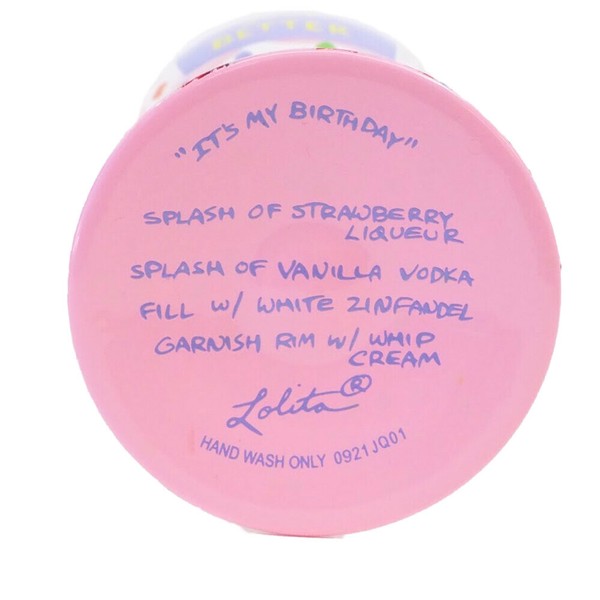 BETTER
"IT'S MY BIRTHDAY"
SPLASH OF STRAWBERRY
LIQUEUR
SPLASH OF VANILLA VODKA
FILL W/ WHITE ZINFANDEL
GARNISH RIM W/ WHIP
CREAM
Lolita®
HAND WASH ONLY 0921JQ01